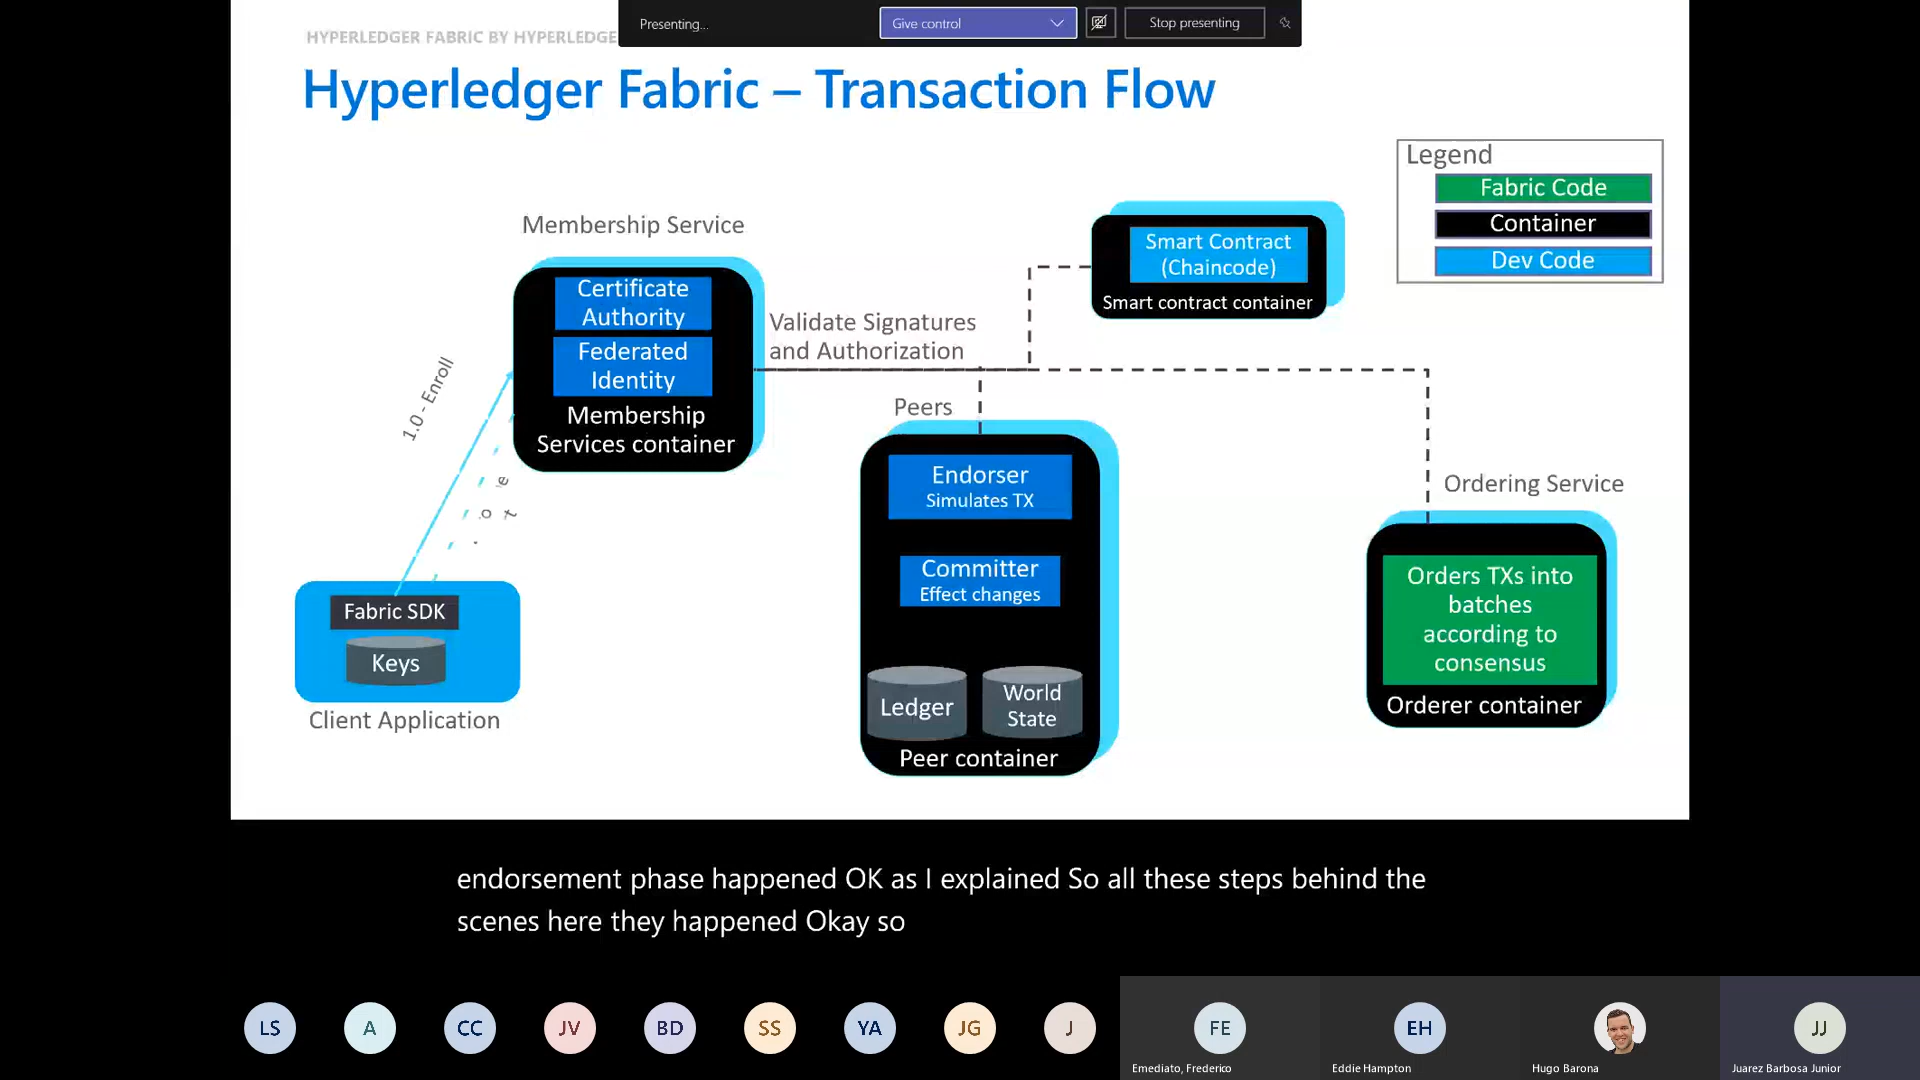 Presenting...
Give control
Stop presenting
HYPERLEDGER FABRIC BY HYPERLEDGE
Hyperledger Fabric – Transaction Flow
Legend
Fabric Code
Container
Dev Code
Membership Service
Certificate
Authority
Federated
Identity
Membership
Services container
1.0 - Enroll
Validate Signatures
and Authorization
Smart Contract
(Chaincode)
Smart contract container
Peers
Endorser
Simulates TX
Committer
Effect changes
Ledger
World
State
Peer container
Ordering Service
Orders TXs into
batches
according to
consensus
Orderer container
Fabric SDK
Keys
Client Application
endorsement phase happened OK as I explained So all these steps behind the
scenes here they happened Okay so
LS
A
CC
JV
BD
SS
YA
JG
J
FE
Emediato, Frederico
EH
Eddie Hampton
Hugo Barona
JJ
Juarez Barbosa Junior